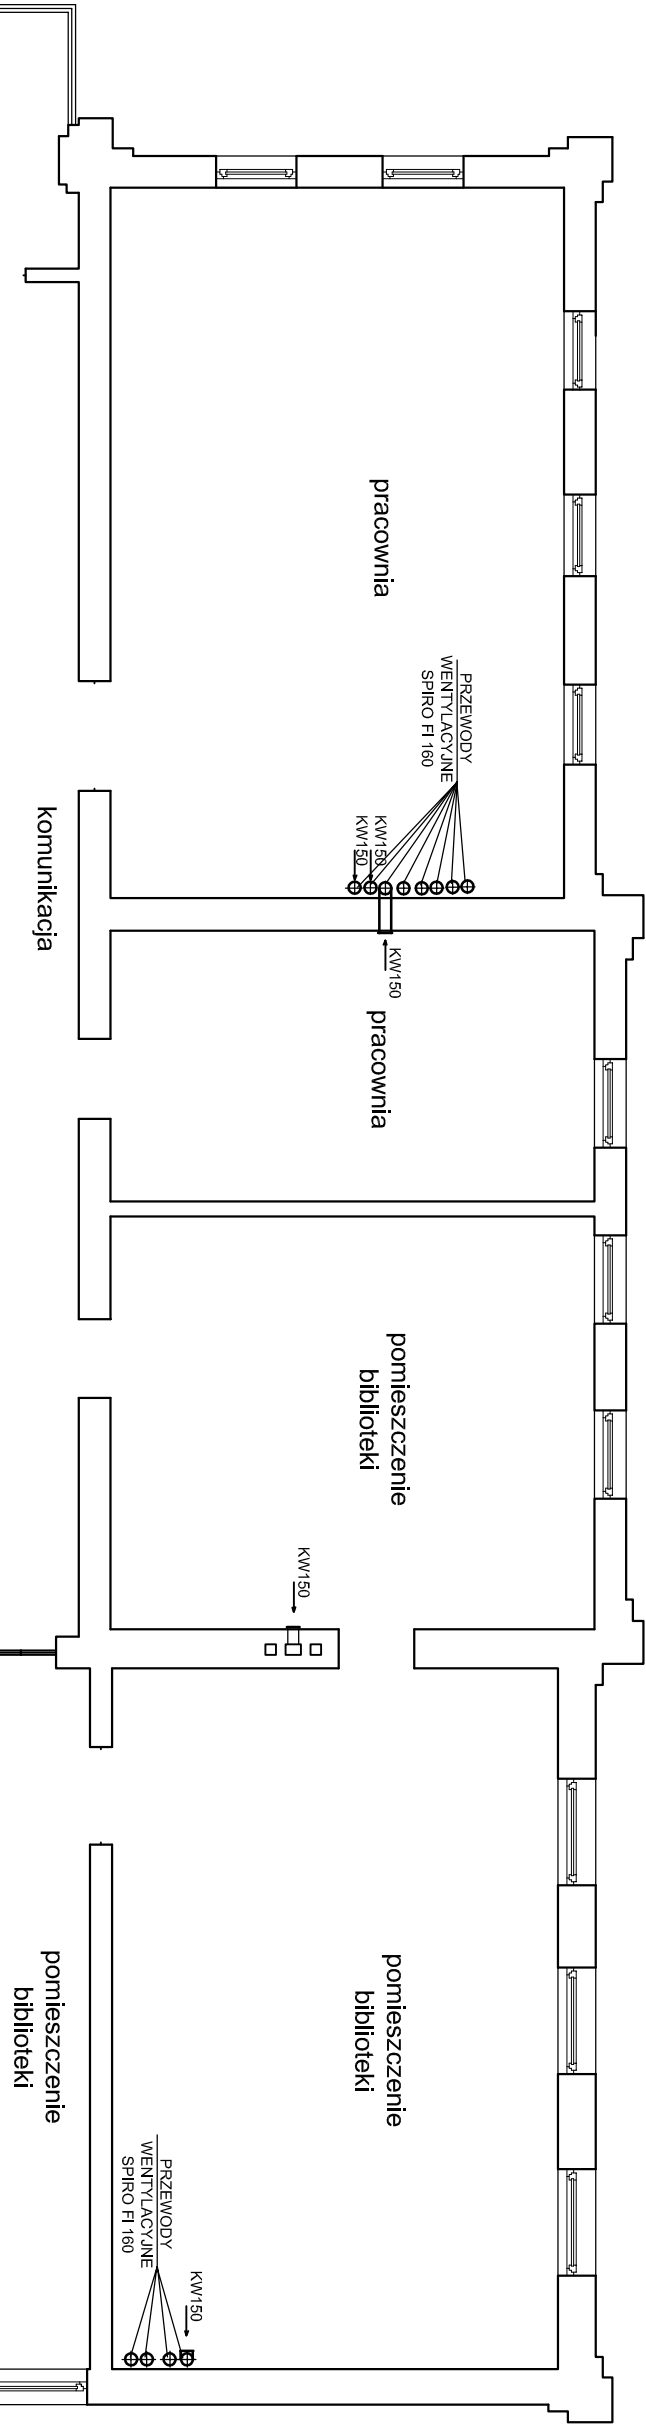 pracownia
PRZEWODY
WENTYLACYJNE
SPIRO FI 160
KW150
KW150
komunikacja
KW150
pracownia
pomieszczenie
biblioteki
KW150
pomieszczenie
biblioteki
pomieszczenie
biblioteki
PRZEWODY
WENTYLACYJNE
SPIRO FI 160
KW150